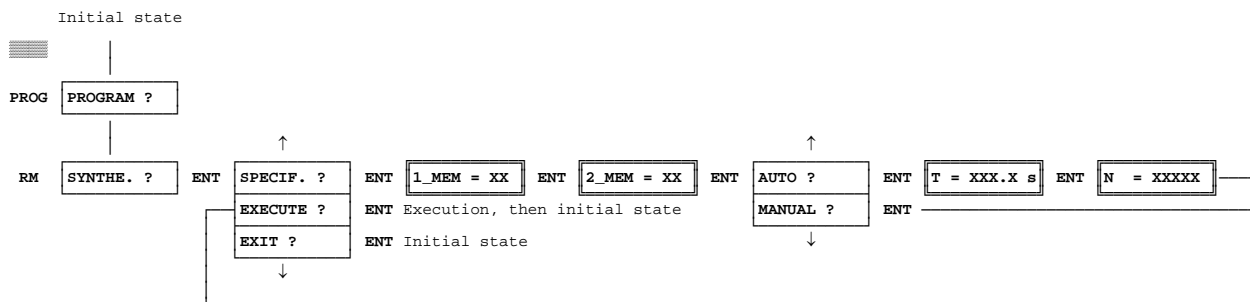 Initial state
PROG PROGRAM ?
↑ ↑
RM SYNTHE. ? ENT SPECIF. ? ENT 1_MEM = XX ENT 2_MEM = XX ENT AUTO ? ENT T = XXX.X s ENT N = XXXXX
EXECUTE ? ENT Execution, then initial state MANUAL ? ENT
EXIT ? ENT Initial state ↓
↓